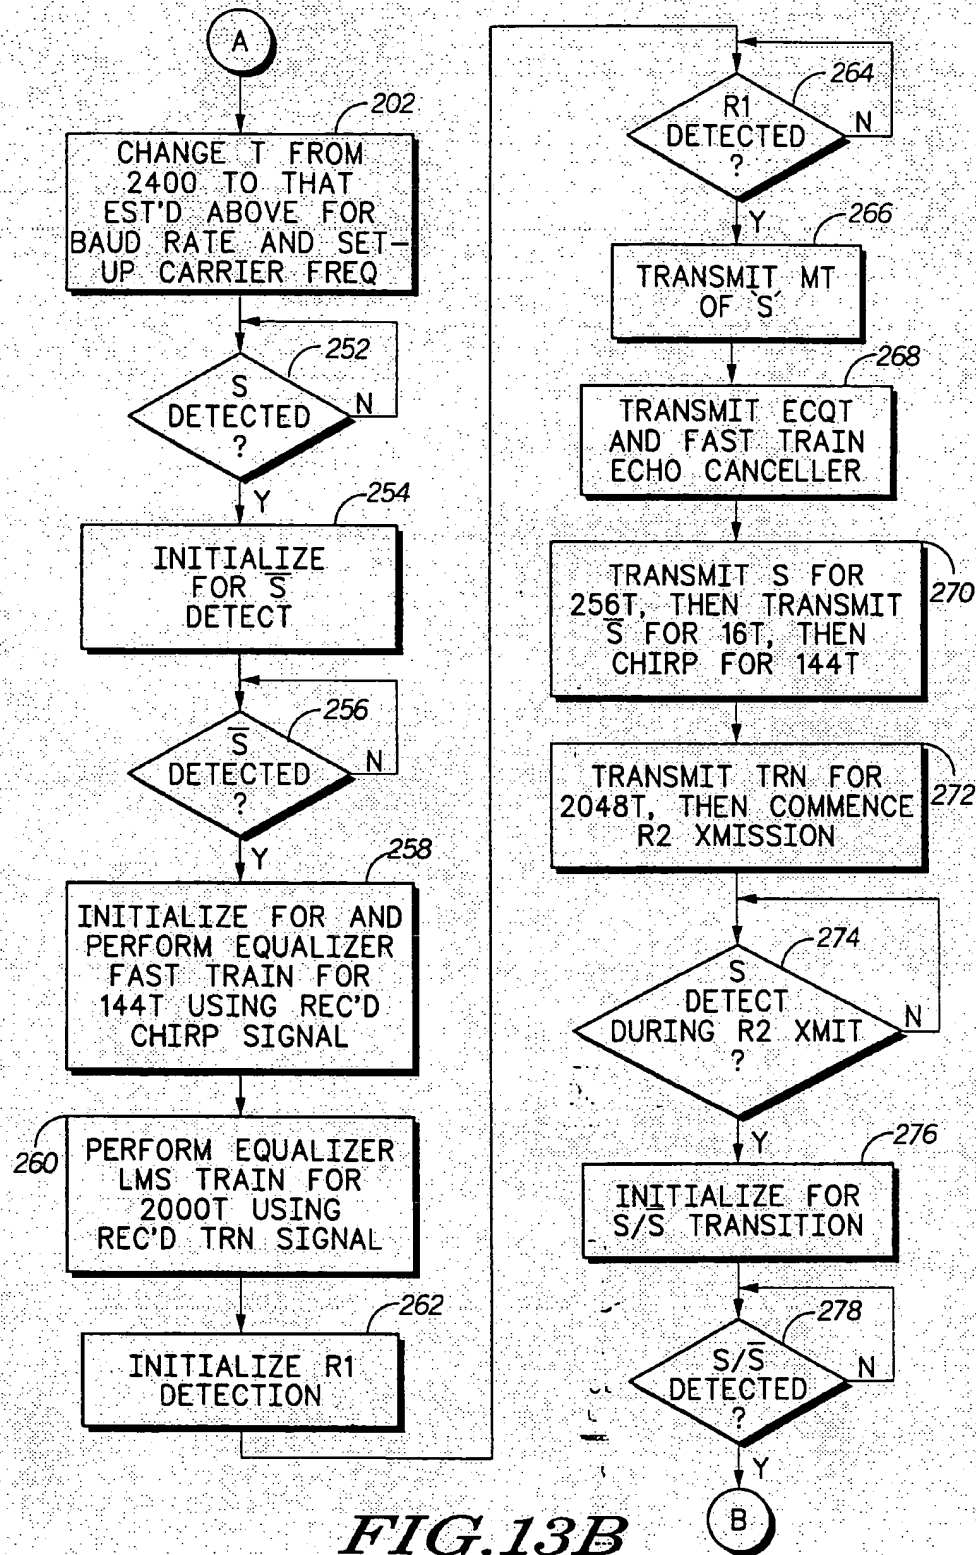 A
202
CHANGE T FROM
2400 TO THAT
EST'D ABOVE FOR
BAUD RATE AND SET-
UP CARRIER FREQ
252
S
DETECTED
?
N
Y
254
INITIALIZE
FOR S̅
DETECT
256
S̅
DETECTED
?
N
Y
258
INITIALIZE FOR AND
PERFORM EQUALIZER
FAST TRAIN FOR
144T USING REC'D
CHIRP SIGNAL
260
PERFORM EQUALIZER
LMS TRAIN FOR
2000T USING
REC'D TRN SIGNAL
262
INITIALIZE R1
DETECTION
264
R1
DETECTED
?
N
Y
266
TRANSMIT MT
OF 'S'
268
TRANSMIT ECQT
AND FAST TRAIN
ECHO CANCELLER
270
TRANSMIT S FOR
256T, THEN TRANSMIT
S̅ FOR 16T, THEN
CHIRP FOR 144T
272
TRANSMIT TRN FOR
2048T, THEN COMMENCE
R2 XMISSION
274
S
DETECT
DURING R2 XMIT
?
N
Y
276
INITIALIZE FOR
S/S̅ TRANSITION
278
S/S̅
DETECTED
?
N
Y
B
FIG.13B